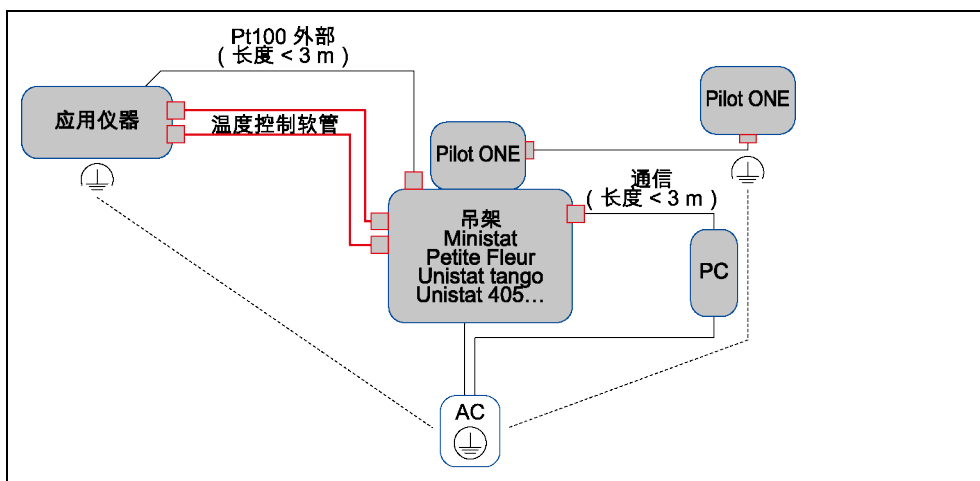 Pt100 外部
(长度 < 3 m)
应用仪器
温度控制软管
Pilot ONE
Pilot ONE
通信
(长度 < 3 m)
吊架
Ministat
Petite Fleur
Unistat tango
Unistat 405...
PC
AC